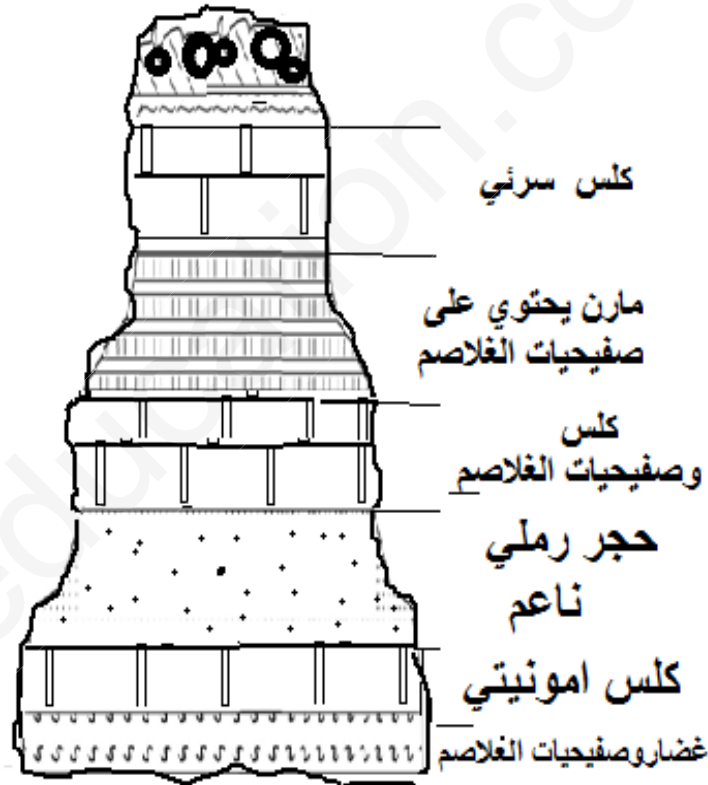 كلس سرئي
مارن يحتوي على
صفيحيات الغلاصم
كلس
وصفيحيات الغلاصم
حجر رملي
ناعم
كلس امونيتي
غضاروصفيحيات الغلاصم